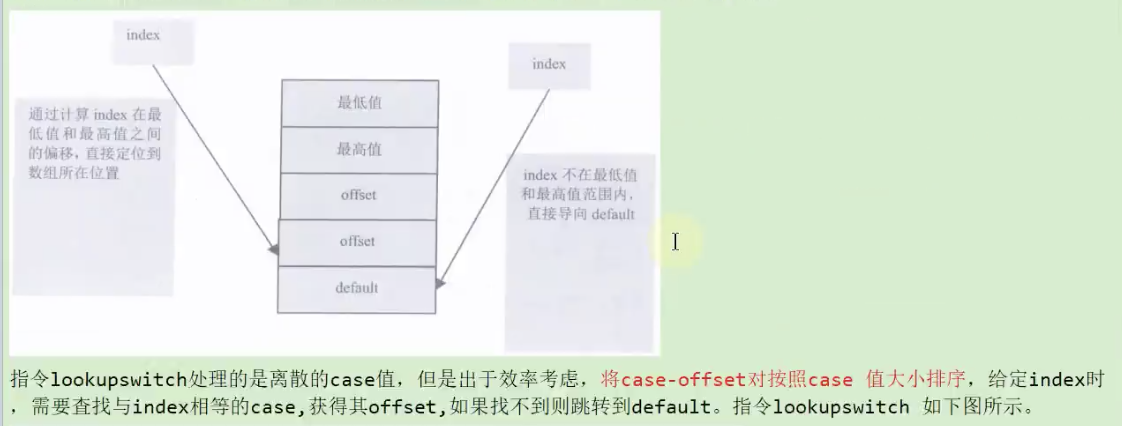 index
index
通过计算 index 在最
低值和最高值之间
的偏移，直接定位到
数组所在位置
最低值
最高值
offset
offset
default
index 不在最低值
和最高值范围内，
直接导向 default
指令lookupswitch处理的是离散的case值，但是出于效率考虑，将case-offset对按照case 值大小排序，给定index时
，需要查找与index相等的case,获得其offset,如果找不到则跳转到default。指令lookupswitch 如下图所示。